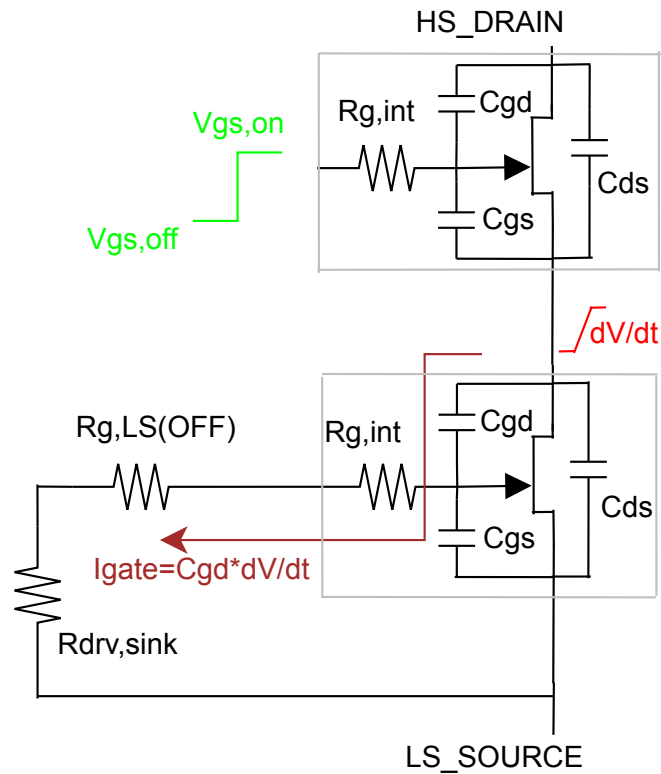 HS_DRAIN
Vgs,on
Rg,int
Cgd
Cds
Cgs
Vgs,off
dV/dt
Rg,LS(OFF)
Rg,int
Cgd
Cds
Cgs
Igate=Cgd*dV/dt
Rdrv,sink
LS_SOURCE